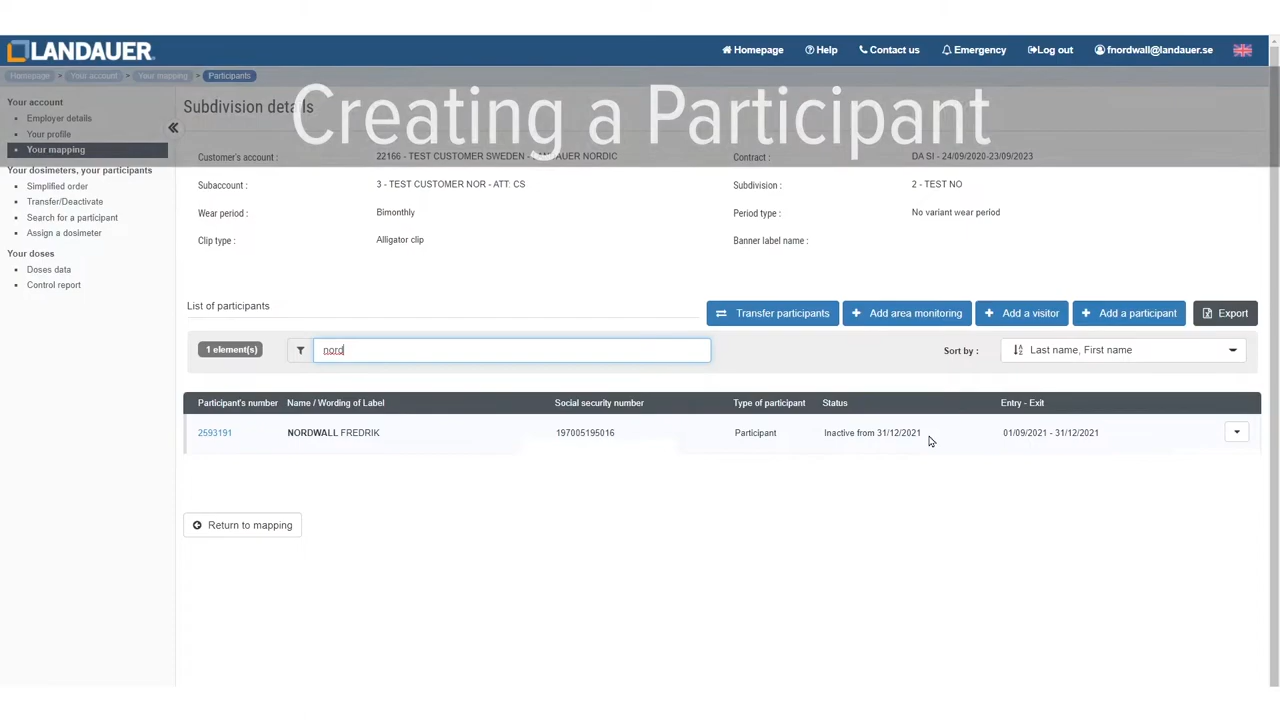 LANDAUER
Homepage Help Contact us Emergency Log out fnordwall@landauer.se
Homepage > Your account > Your mapping > Participants
Creating a Participant
Your account
Employer details
Your profile
Your mapping
Your dosimeters, your participants
Simplified order
Transfer/Deactivate
Search for a participant
Assign a dosimeter
Your doses
Doses data
Control report
Subdivision details
Customer's account : 22166 - TEST CUSTOMER SWEDEN - LANDAUER NORDIC Contract : DA SI - 24/09/2020-23/09/2023
Subaccount : 3 - TEST CUSTOMER NOR - ATT: CS Subdivision : 2 - TEST NO
Wear period : Bimonthly Period type : No variant wear period
Clip type : Alligator clip Banner label name :
List of participants Transfer participants Add area monitoring Add a visitor Add a participant Export
1 element(s) nord Sort by : Last name, First name
Participant's number Name / Wording of Label Social security number Type of participant Status Entry - Exit
2593191 NORDWALL FREDRIK 197005195016 Participant Inactive from 31/12/2021 01/09/2021 - 31/12/2021
Return to mapping